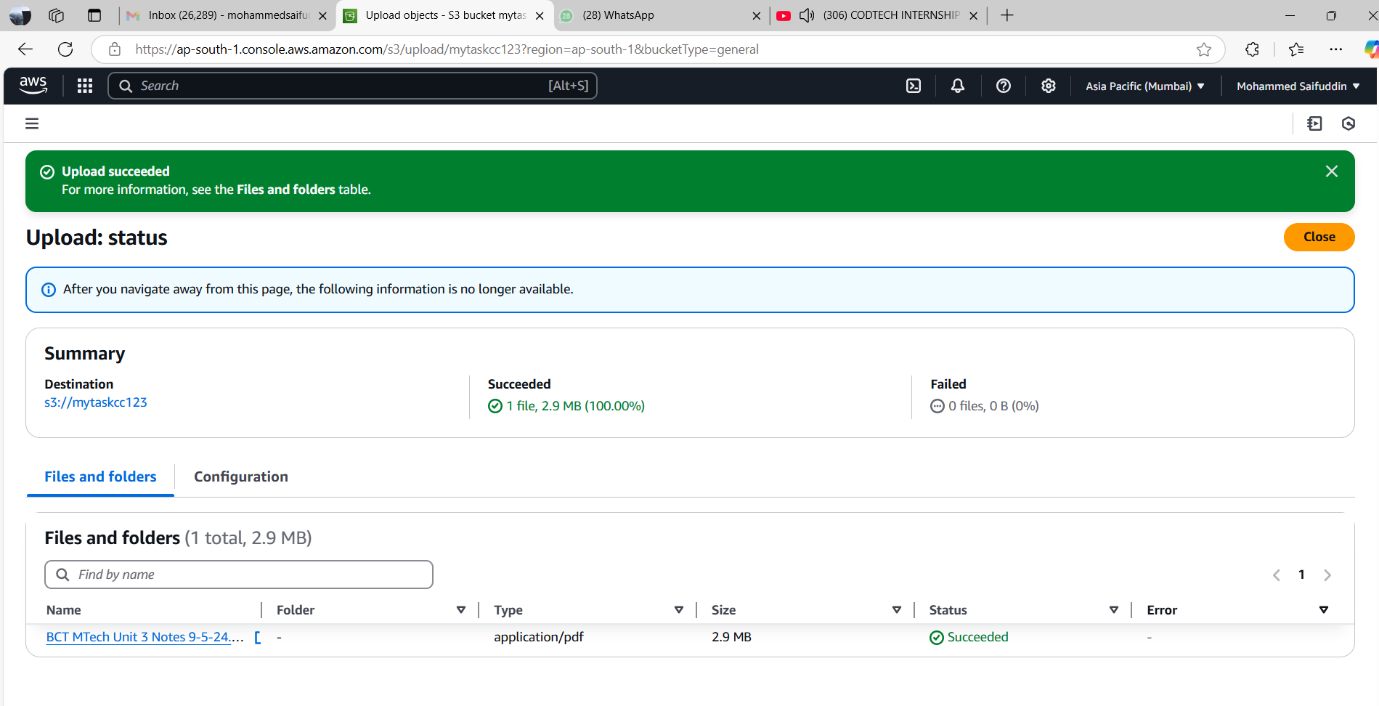 Inbox (26,289) - mohammedsaifu
Upload objects - S3 bucket mytas
(28) WhatsApp
(306) CODTECH INTERNSHIP
https://ap-south-1.console.aws.amazon.com/s3/upload/mytaskcc123?region=ap-south-1&bucketType=general
aws
Search
[Alt+S]
Asia Pacific (Mumbai)
Mohammed Saifuddin
Upload succeeded
For more information, see the Files and folders table.
Upload: status
Close
After you navigate away from this page, the following information is no longer available.
Summary
Destination
s3://mytaskcc123
Succeeded
1 file, 2.9 MB (100.00%)
Failed
0 files, 0 B (0%)
Files and folders
Configuration
Files and folders (1 total, 2.9 MB)
Find by name
1
Name Folder Type Size Status Error
BCT MTech Unit 3 Notes 9-5-24.... - application/pdf 2.9 MB Succeeded -